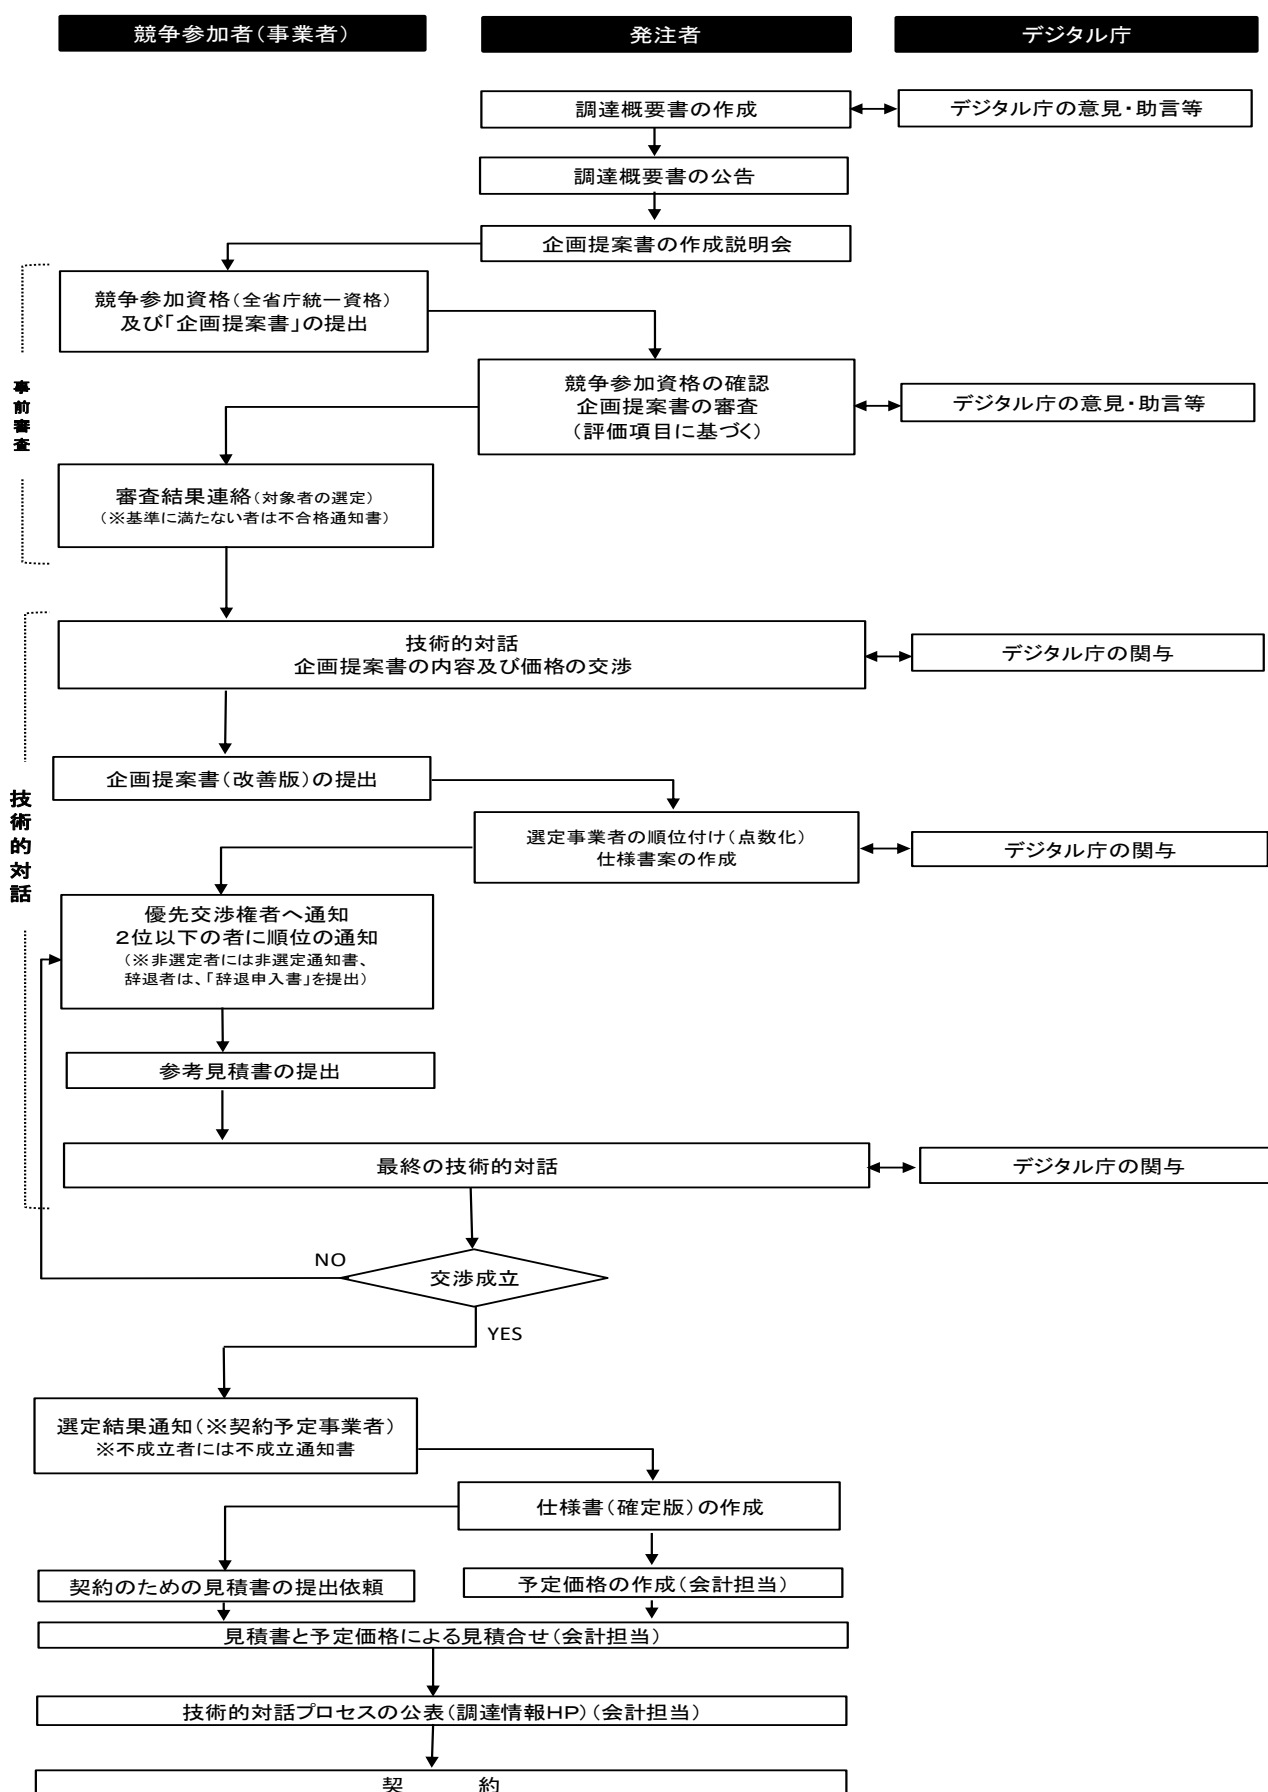 競争参加者(事業者)
発注者
デジタル庁
調達概要書の作成
デジタル庁の意見・助言等
調達概要書の公告
企画提案書の作成説明会
競争参加資格(全省庁統一資格)
及び「企画提案書」の提出
事前審査
競争参加資格の確認
企画提案書の審査
(評価項目に基づく)
デジタル庁の意見・助言等
審査結果連絡(対象者の選定)
(※基準に満たない者は不合格通知書)
技術的対話
企画提案書の内容及び価格の交渉
デジタル庁の関与
技術的対話
企画提案書(改善版)の提出
選定事業者の順位付け(点数化)
仕様書案の作成
デジタル庁の関与
優先交渉権者へ通知
2位以下の者に順位の通知
(※非選定者には非選定通知書、
辞退者は、「辞退申入書」を提出)
参考見積書の提出
最終の技術的対話
デジタル庁の関与
NO
交渉成立
YES
選定結果通知(※契約予定事業者)
※不成立者には不成立通知書
仕様書(確定版)の作成
契約のための見積書の提出依頼
予定価格の作成(会計担当)
見積書と予定価格による見積合せ(会計担当)
技術的対話プロセスの公表(調達情報HP)(会計担当)
契 約